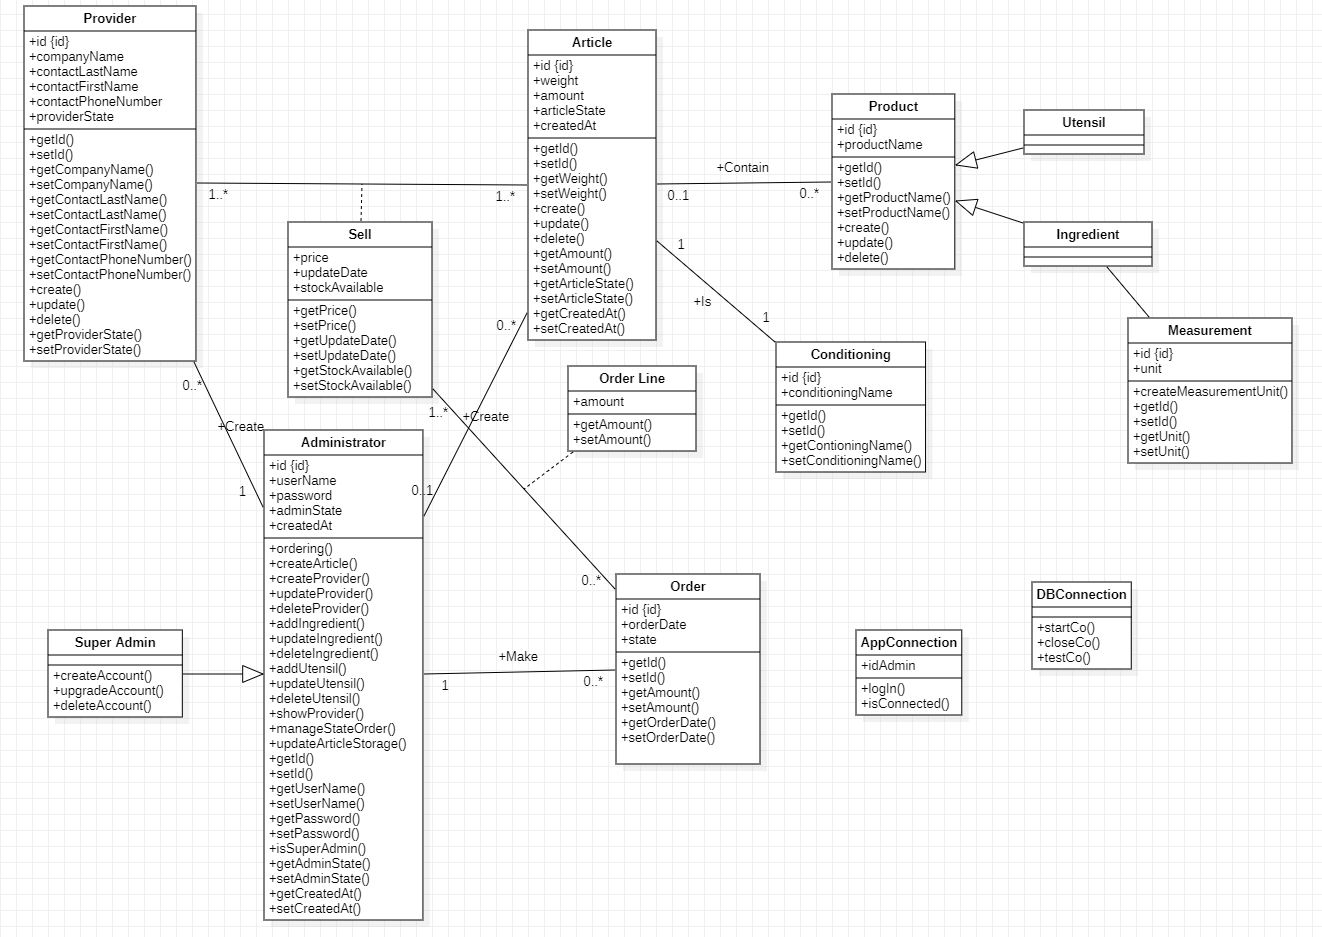 Provider
+id {id}
+companyName
+contactLastName
+contactFirstName
+contactPhoneNumber
+providerState
+getId()
+setId()
+getCompanyName()
+setCompanyName()
+getContactLastName()
+setContactLastName()
+getContactFirstName()
+setContactFirstName()
+getContactPhoneNumber()
+setContactPhoneNumber()
+create()
+update()
+delete()
+getProviderState()
+setProviderState()
1..*
1..*
Article
+id {id}
+weight
+amount
+articleState
+createdAt
+getId()
+setId()
+getWeight()
+setWeight()
+create()
+update()
+delete()
+getAmount()
+setAmount()
+getArticleState()
+setArticleState()
+getCreatedAt()
+setCreatedAt()
+Contain
0..1
0..*
Product
+id {id}
+productName
+getId()
+setId()
+getProductName()
+setProductName()
+create()
+update()
+delete()
Utensil
Ingredient
Measurement
+id {id}
+unit
+createMeasurementUnit()
+getId()
+setId()
+getUnit()
+setUnit()
Sell
+price
+updateDate
+stockAvailable
+getPrice()
+setPrice()
+getUpdateDate()
+setUpdateDate()
+getStockAvailable()
+setStockAvailable()
1
+Is
1
Conditioning
+id {id}
+conditioningName
+getId()
+setId()
+getContioningName()
+setConditioningName()
0..*
+Create
0..1
Order Line
+amount
+getAmount()
+setAmount()
1..*
0..*
0..*
+Create
1
Administrator
+id {id}
+userName
+password
+adminState
+createdAt
+ordering()
+createArticle()
+createProvider()
+updateProvider()
+deleteProvider()
+addIngredient()
+updateIngredient()
+deleteIngredient()
+addUtensil()
+updateUtensil()
+deleteUtensil()
+showProvider()
+manageStateOrder()
+updateArticleStorage()
+getId()
+setId()
+getUserName()
+setUserName()
+getPassword()
+setPassword()
+isSuperAdmin()
+getAdminState()
+setAdminState()
+getCreatedAt()
+setCreatedAt()
Super Admin
+createAccount()
+upgradeAccount()
+deleteAccount()
+Make
1
0..*
Order
+id {id}
+orderDate
+state
+getId()
+setId()
+getAmount()
+setAmount()
+getOrderDate()
+setOrderDate()
AppConnection
+idAdmin
+logIn()
+isConnected()
DBConnection
+startCo()
+closeCo()
+testCo()